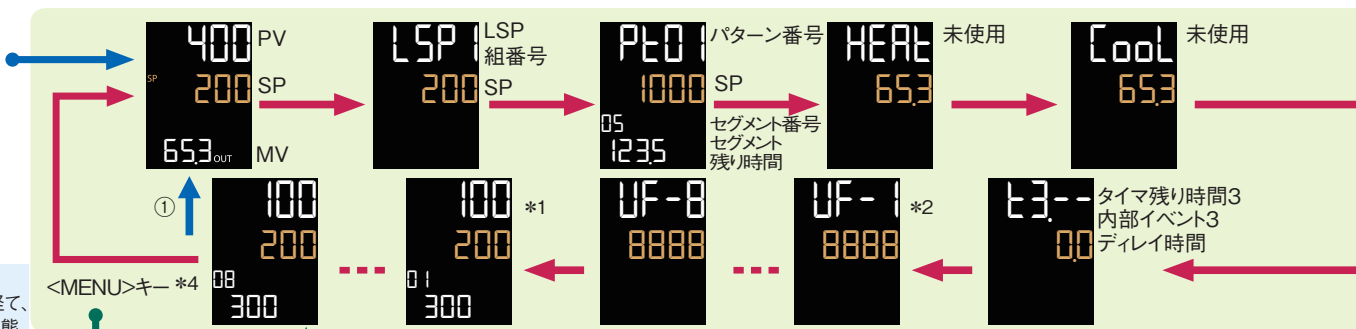 400 PV
SP 200 SP
65.3 OUT MV
LSP1 LSP
組番号
200 SP
Pt01 パターン番号
1000 SP
05 セグメント番号
123.5 セグメント
残り時間
HEAt 未使用
65.3
CooL 未使用
65.3
①
100
200
08
300
100 *1
200
01
300
UF-8
8888
UF-1 *2
8888
t3.-- タイマ残り時間3
内部イベント3
0.0 ディレイ時間
<MENU>キー *4
経て、